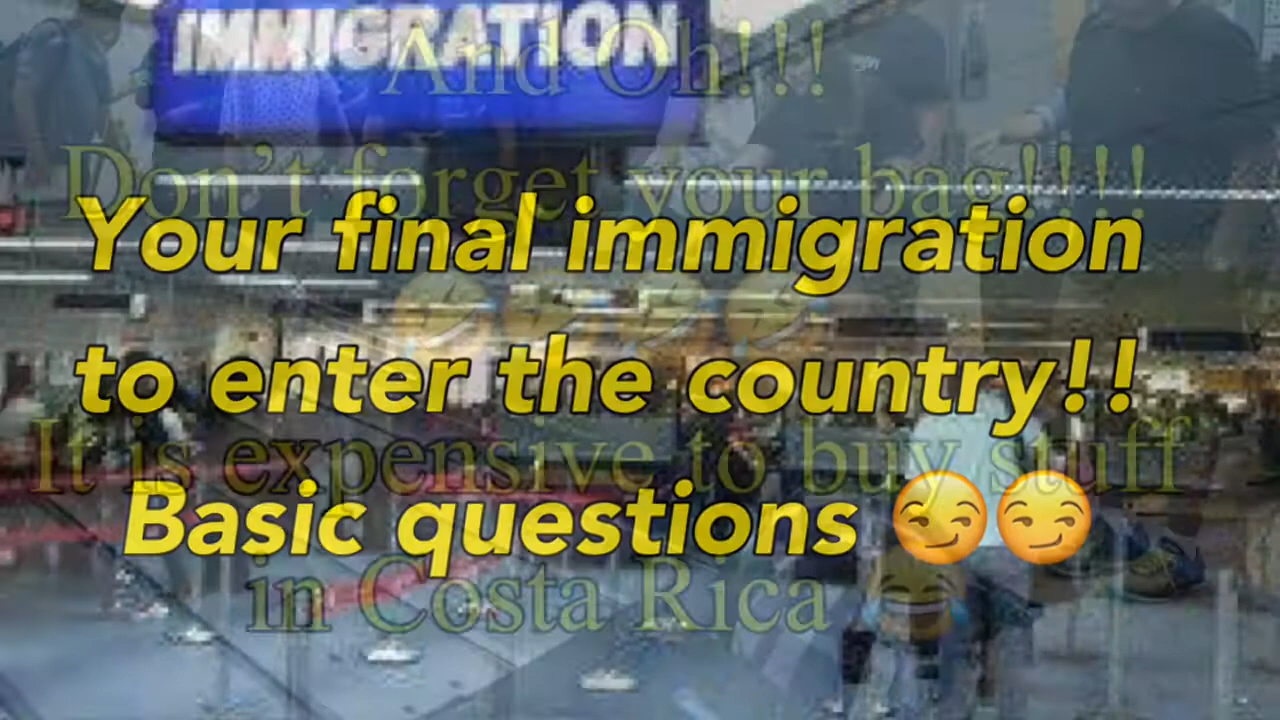 IMMIGRATION
And Oh!!!
Don't forget your bag!!!!
Your final immigration
to enter the country!!
It is expensive to buy stuff
Basic questions 😏😏
in Costa Rica